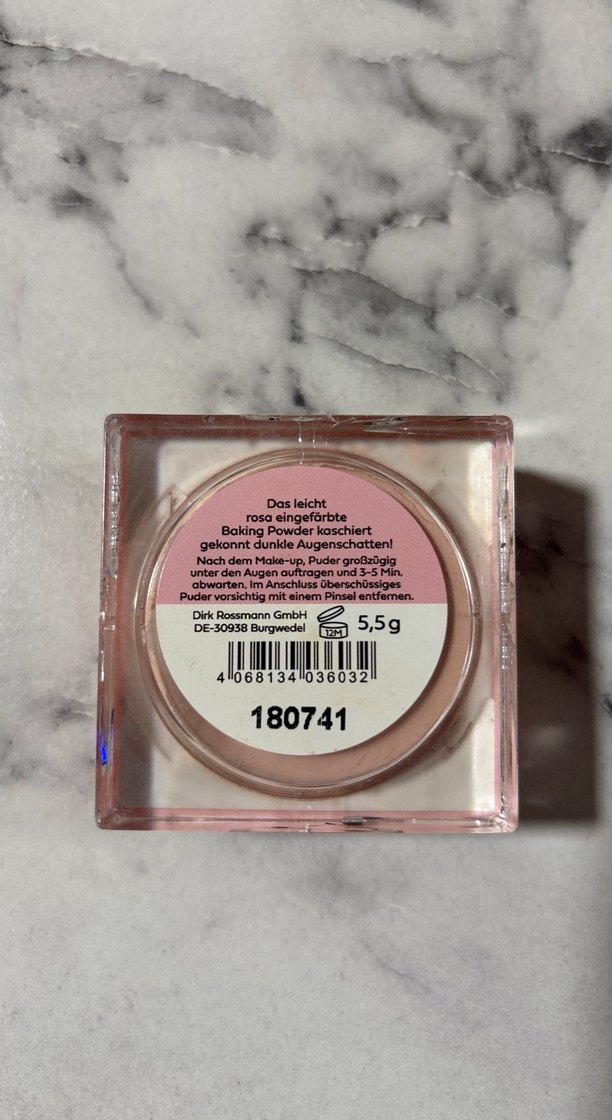 Das leicht
rosa eingefärbte
Baking Powder kaschiert
gekonnt dunkle Augenschatten!
Nach dem Make-up, Puder großzügig
unter den Augen auftragen und 3-5 Min.
abwarten. Im Anschluss überschüssiges
Puder vorsichtig mit einem Pinsel entfernen.
Dirk Rossmann GmbH
DE-30938 Burgwedel
12M
5,5 g
4 068134 036032
180741